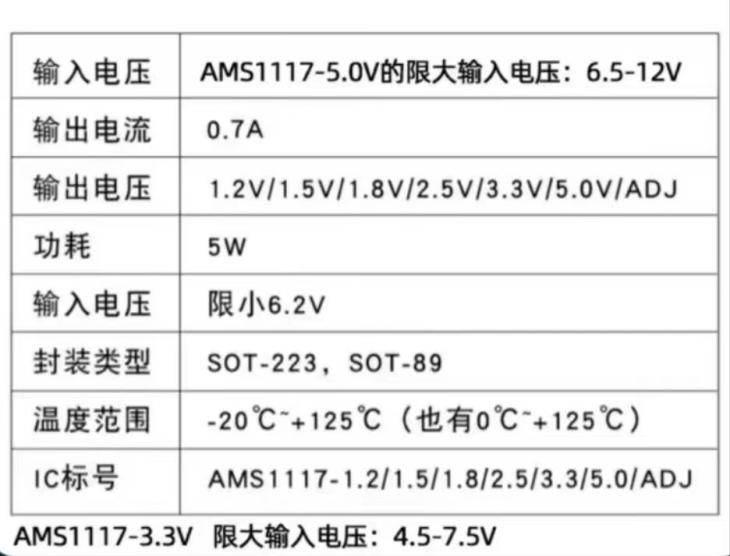 输入电压 AMS1117-5.0V的限大输入电压：6.5-12V
输出电流 0.7A
输出电压 1.2V/1.5V/1.8V/2.5V/3.3V/5.0V/ADJ
功耗 5W
输入电压 限小6.2V
封装类型 SOT-223，SOT-89
温度范围 -20℃~+125℃（也有0℃~+125℃）
IC标号 AMS1117-1.2/1.5/1.8/2.5/3.3/5.0/ADJ
AMS1117-3.3V 限大输入电压：4.5-7.5V